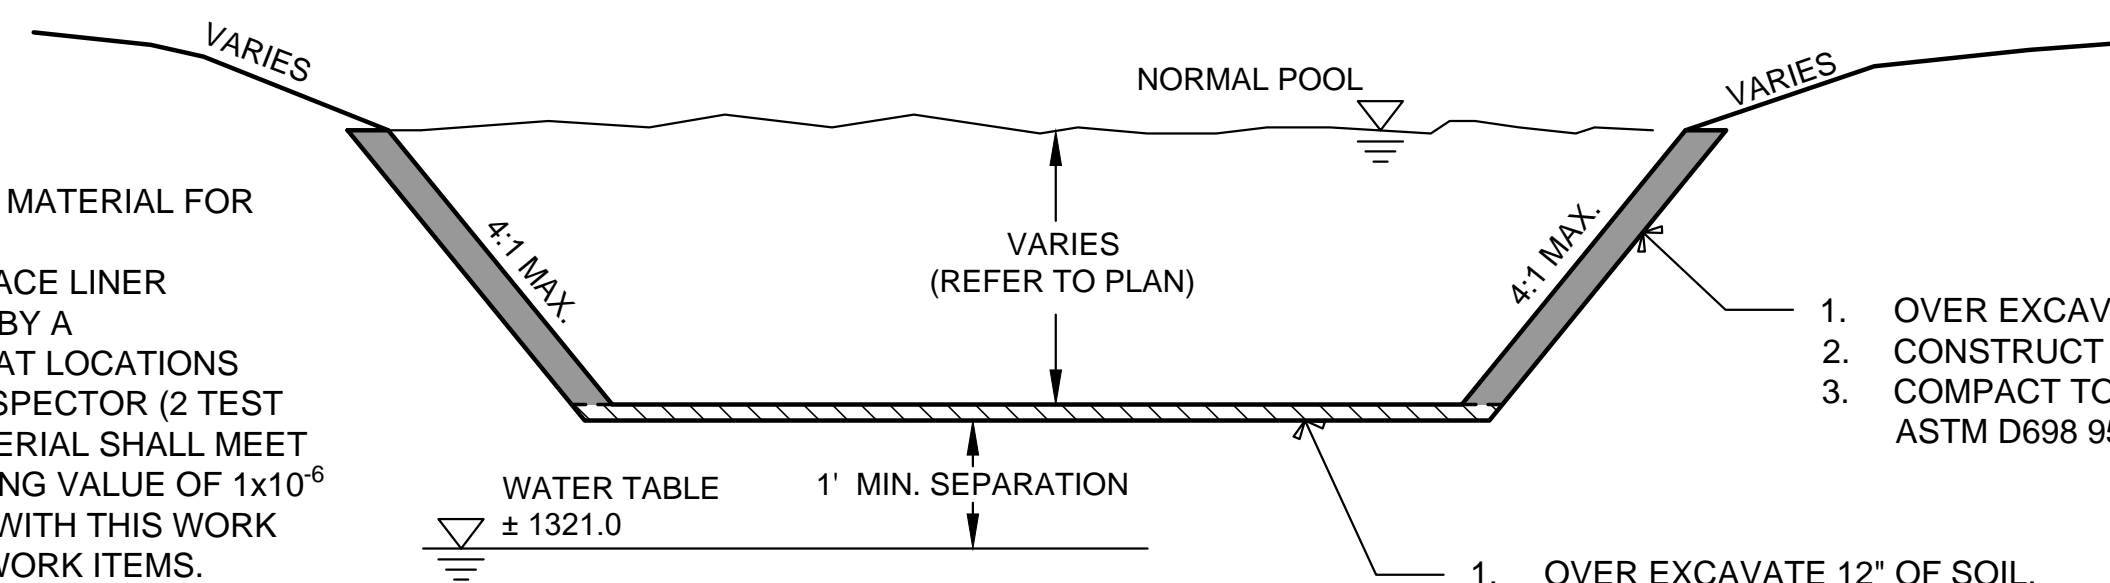 VARIES
NORMAL POOL
VARIES
MATERIAL FOR
ACE LINER
BY A
AT LOCATIONS
SPECTOR (2 TEST
ERIAL SHALL MEET
ING VALUE OF 1x10⁻⁶
WITH THIS WORK
WORK ITEMS.
4:1 MAX.
VARIES
(REFER TO PLAN)
4:1 MAX.
1. OVER EXCAV
2. CONSTRUCT
3. COMPACT TO
ASTM D698 95
WATER TABLE
± 1321.0
1' MIN. SEPARATION
1. OVER EXCAVATE 12" OF SOIL.